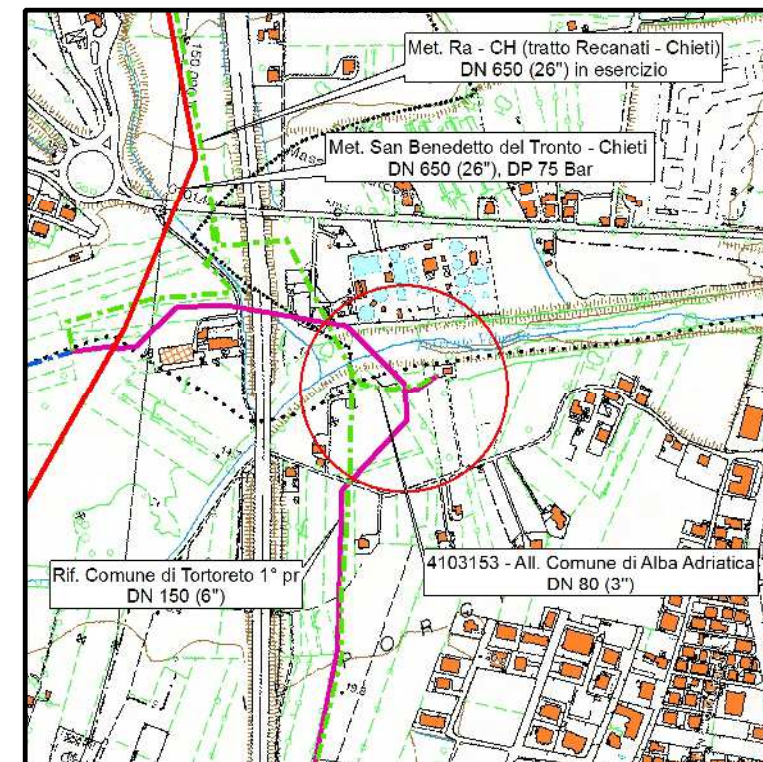 Met. Ra - CH (tratto Recanati - Chieti)
DN 650 (26") in esercizio
Met. San Benedetto del Tronto - Chieti
DN 650 (26"), DP 75 Bar
Rif. Comune di Tortoreto 1° pr
DN 150 (6")
4103153 - All. Comune di Alba Adriatica
DN 80 (3")